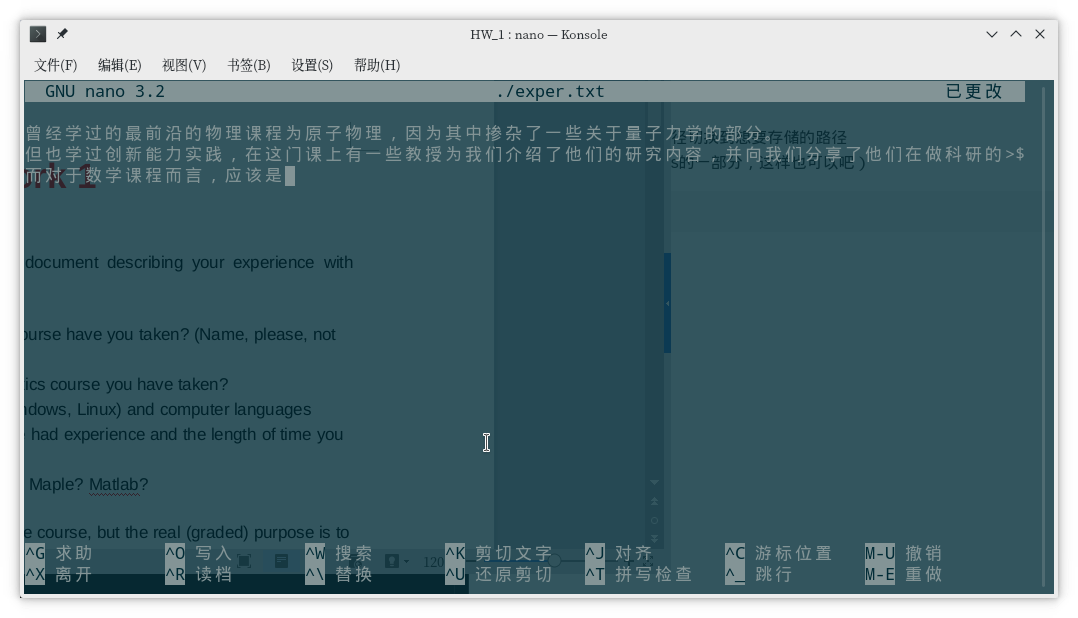 HW_1 : nano — Konsole
文件(F) 编辑(E) 视图(V) 书签(B) 设置(S) 帮助(H)
GNU nano 3.2 ./exper.txt 已更改
曾经学过的最前沿的物理课程为原子物理，因为其中掺杂了一些关于量子力学的部分
但也学过创新能力实践，在这门课上有一些教授为我们介绍了他们的研究内容，并向我们分享了他们在做科研的>$
而对于数学课程而言，应该是
径切换到想要存储的路径
的一部分，这样也可以吧）
rk 1
document describing your experience with
ourse have you taken? (Name, please, not
ics course you have taken?
ndows, Linux) and computer languages
had experience and the length of time you
Maple? Matlab?
e course, but the real (graded) purpose is to
120
^G 求助 ^O 写入 ^W 搜索 ^K 剪切文字 ^J 对齐 ^C 游标位置 M-U 撤销
^X 离开 ^R 读档 ^\ 替换 ^U 还原剪切 ^T 拼写检查 ^_ 跳行 M-E 重做